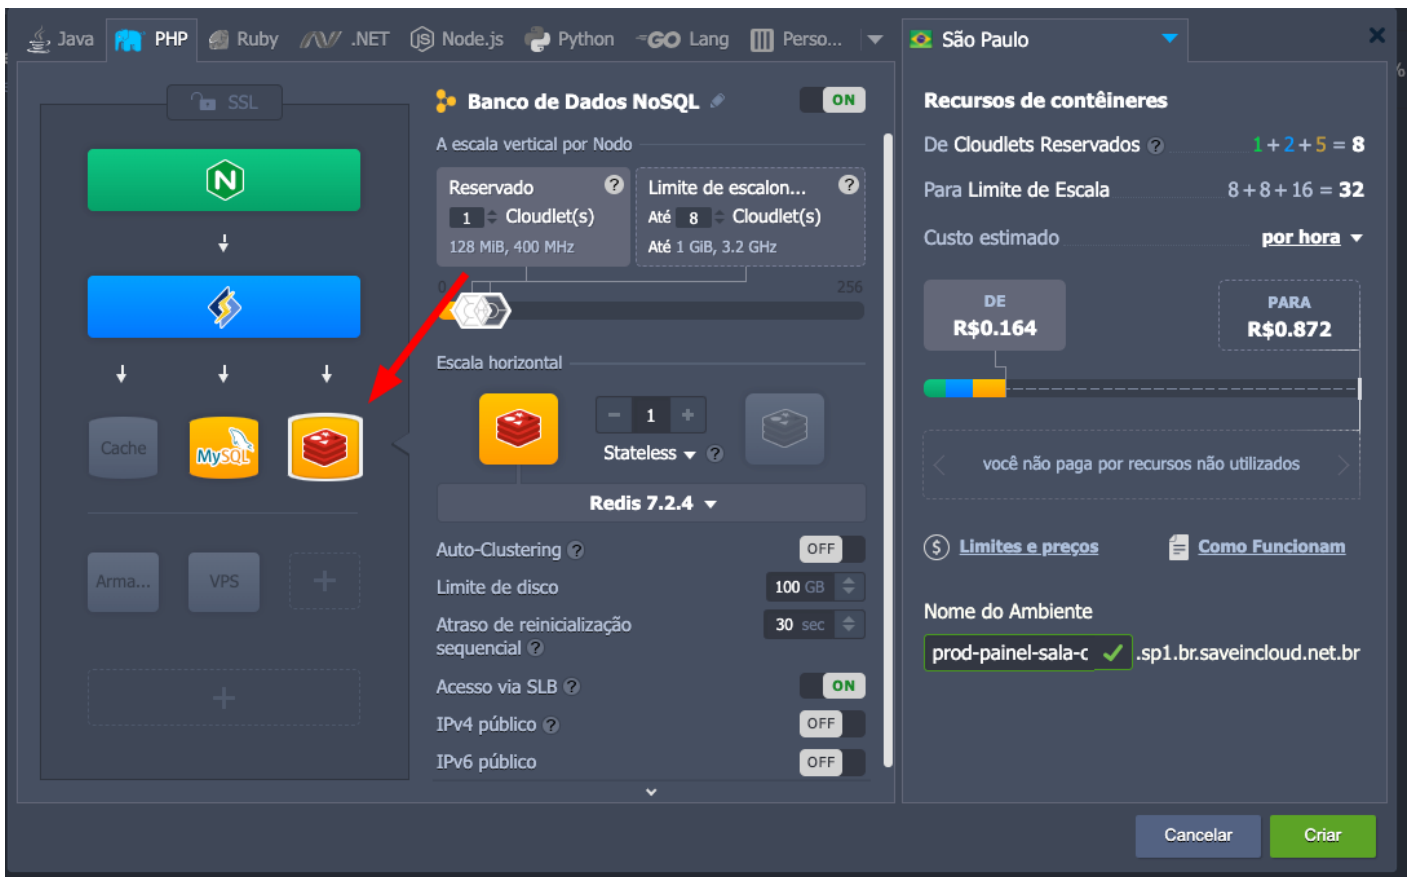 Java
PHP
Ruby
.NET
Node.js
Python
GO Lang
Perso...
São Paulo
SSL
N
Cache
MySQL
Arma...
VPS
Banco de Dados NoSQL
ON
A escala vertical por Nodo
Reservado ?
1 Cloudlet(s)
128 MiB, 400 MHz
Limite de escalon... ?
Até 8 Cloudlet(s)
Até 1 GiB, 3.2 GHz
0
256
Escala horizontal
1
Stateless ?
Redis 7.2.4
Auto-Clustering ? OFF
Limite de disco 100 GB
Atraso de reinicialização
sequencial ? 30 sec
Acesso via SLB ? ON
IPv4 público ? OFF
IPv6 público OFF
Recursos de contêineres
De Cloudlets Reservados ? 1 + 2 + 5 = 8
Para Limite de Escala 8 + 8 + 16 = 32
Custo estimado por hora
DE
R$0.164
PARA
R$0.872
você não paga por recursos não utilizados
$ Limites e preços
Como Funcionam
Nome do Ambiente
prod-painel-sala-c .sp1.br.saveincloud.net.br
Cancelar
Criar